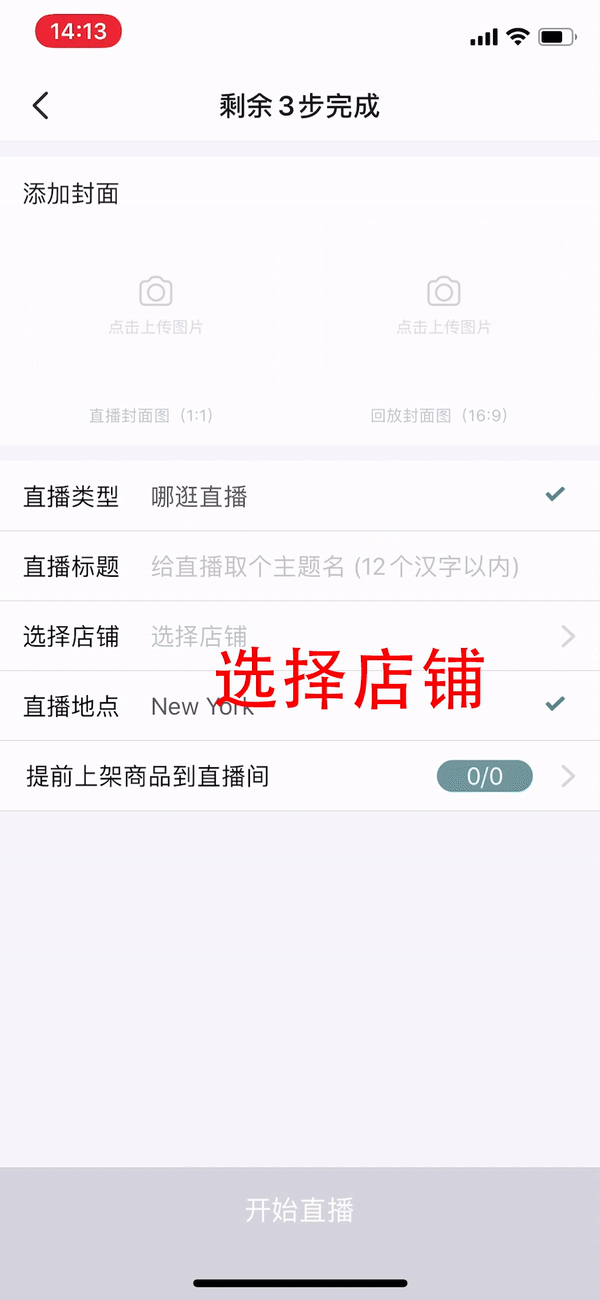 14:13
剩余3步完成
添加封面
点击上传图片 点击上传图片
直播封面图（1:1） 回放封面图（16:9）
直播类型 哪逛直播
直播标题 给直播取个主题名 (12个汉字以内)
选择店铺 选择店铺
选择店铺
直播地点 New York
提前上架商品到直播间 0/0
开始直播